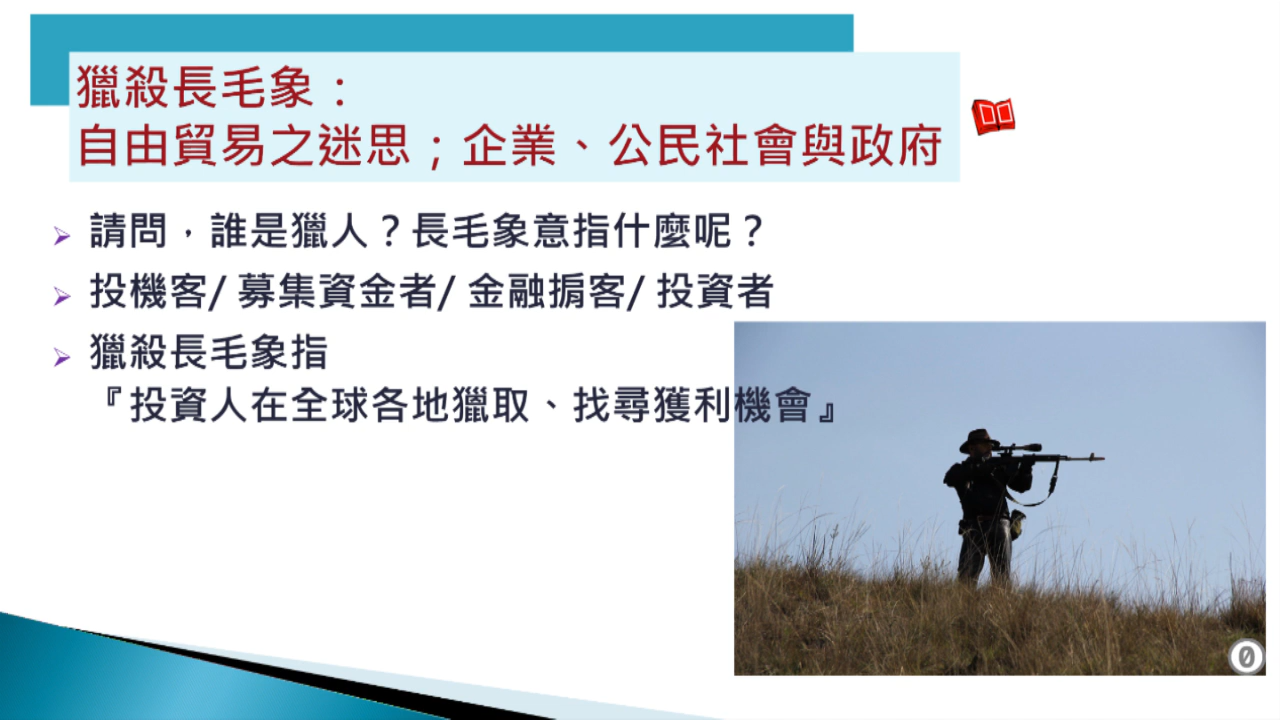 獵殺長毛象：
自由貿易之迷思；企業、公民社會與政府
請問，誰是獵人？長毛象意指什麼呢？
投機客/ 募集資金者/ 金融掮客/ 投資者
獵殺長毛象指
『投資人在全球各地獵取、找尋獲利機會』